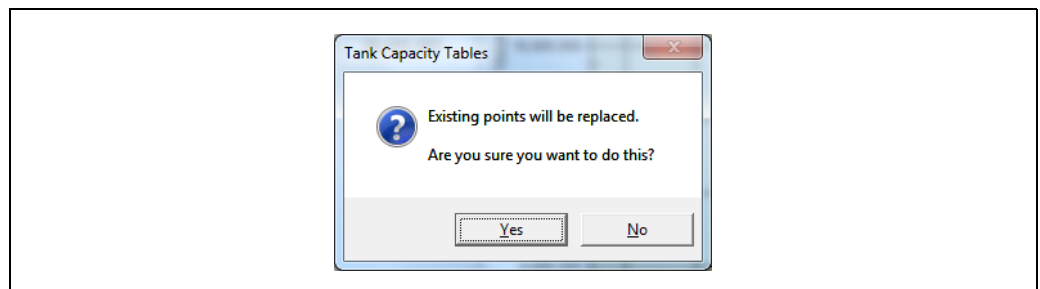 Tank Capacity Tables
Existing points will be replaced.
Are you sure you want to do this?
Yes No